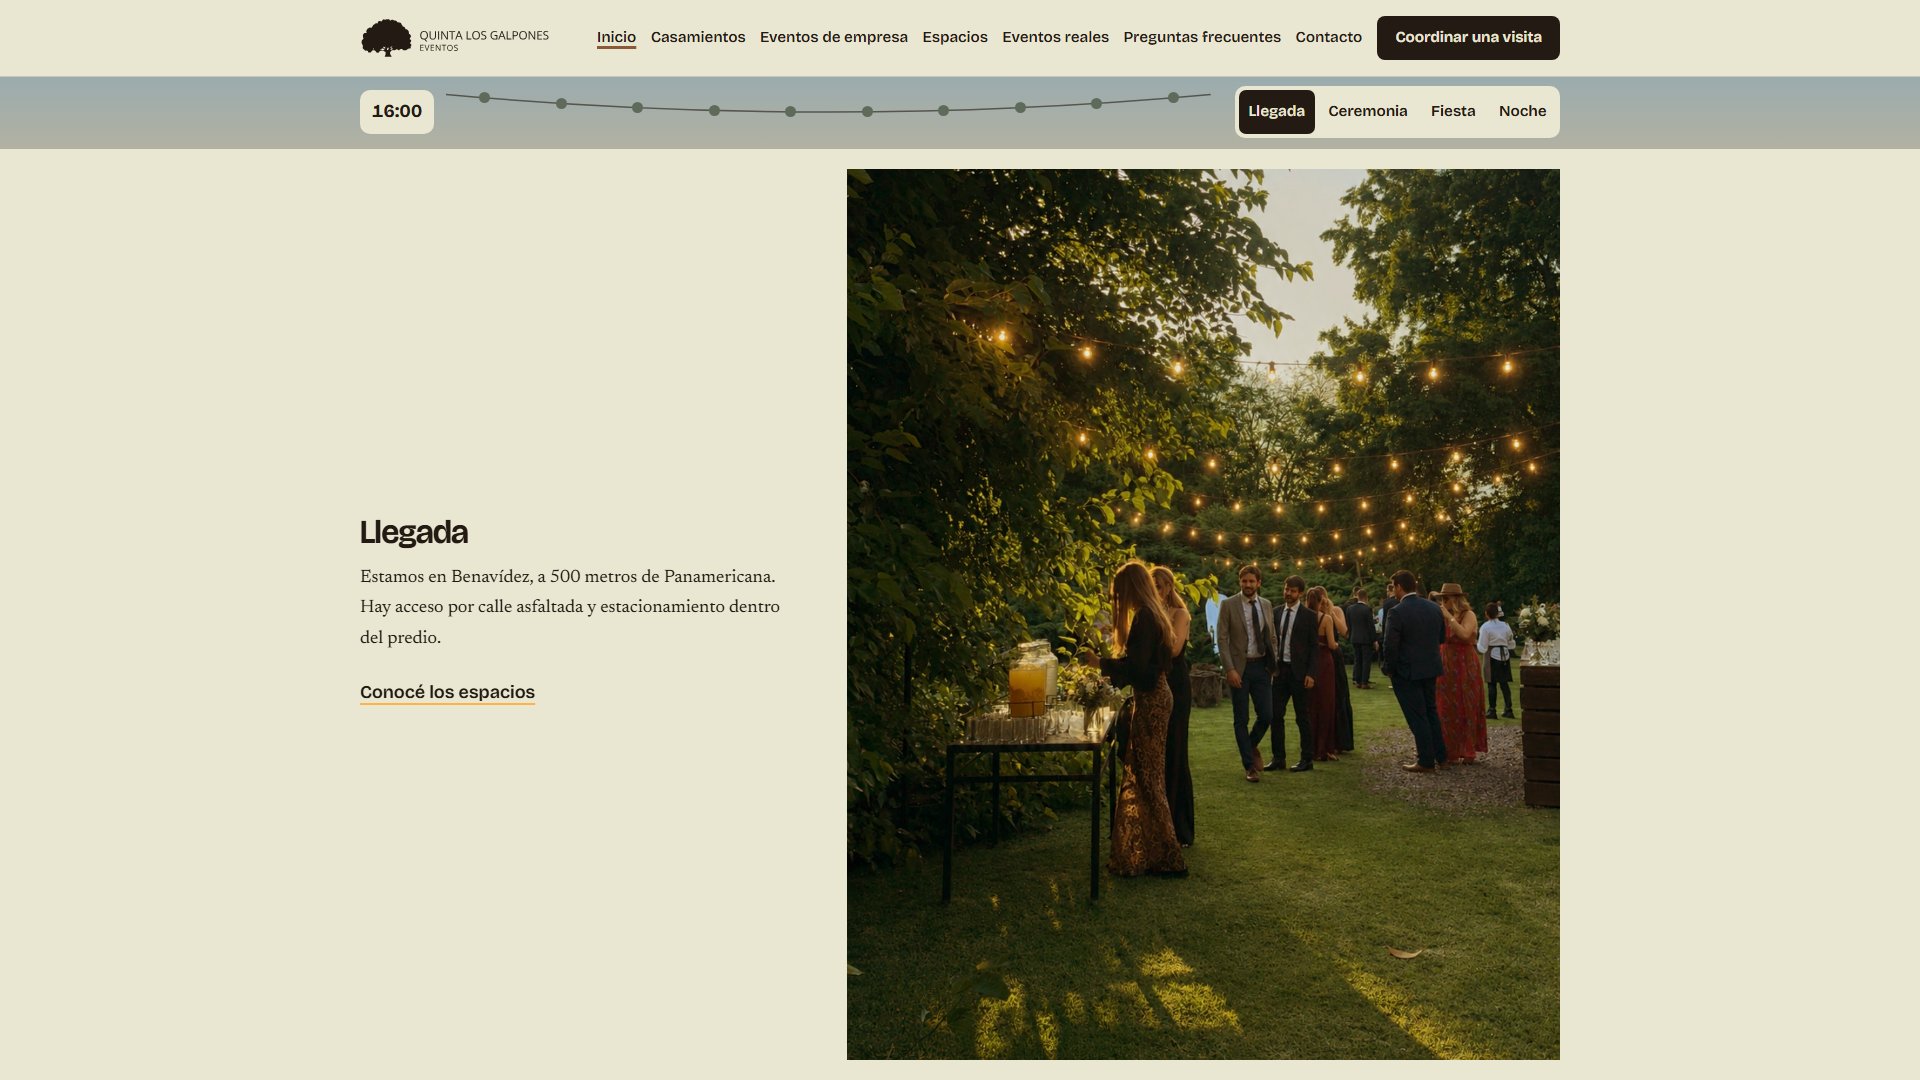 QUINTA LOS GALPONES
EVENTOS
Inicio
Casamientos
Eventos de empresa
Espacios
Eventos reales
Preguntas frecuentes
Contacto
Coordinar una visita
16:00
Llegada
Ceremonia
Fiesta
Noche
Llegada
Estamos en Benavídez, a 500 metros de Panamericana.
Hay acceso por calle asfaltada y estacionamiento dentro
del predio.
Conocé los espacios